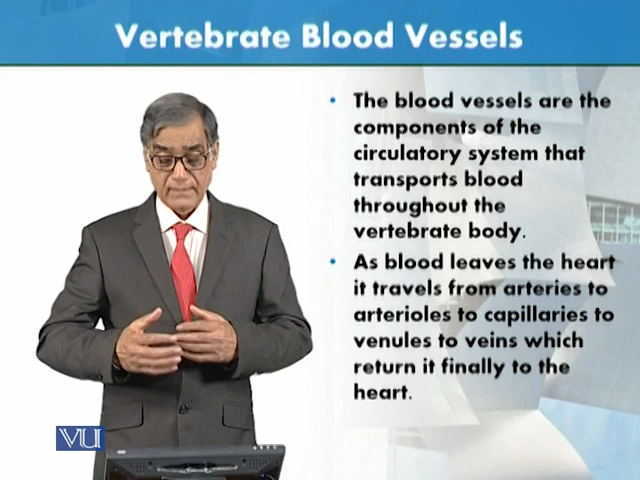 Vertebrate Blood Vessels
• The blood vessels are the
components of the
circulatory system that
transports blood
throughout the
vertebrate body.
• As blood leaves the heart
it travels from arteries to
arterioles to capillaries to
venules to veins which
return it finally to the
heart.
VU